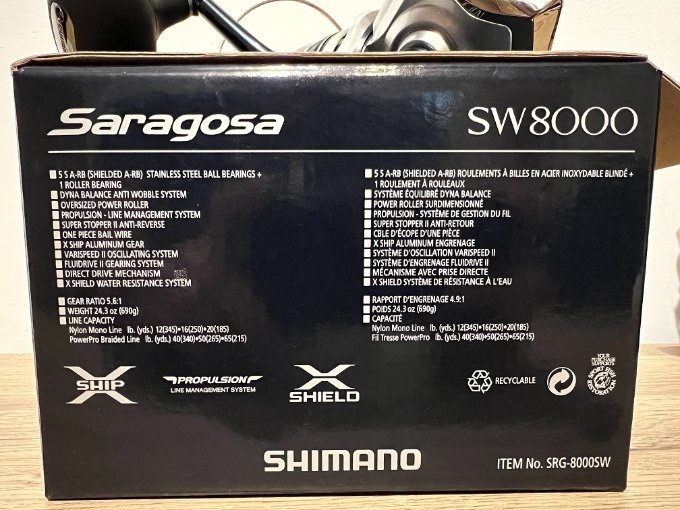 Saragosa
SW8000
5 S A-RB (SHIELDED A-RB) STAINLESS STEEL BALL BEARINGS +
1 ROLLER BEARING
DYNA BALANCE ANTI WOBBLE SYSTEM
OVERSIZED POWER ROLLER
PROPULSION - LINE MANAGEMENT SYSTEM
SUPER STOPPER II ANTI-REVERSE
ONE PIECE BAIL WIRE
X SHIP ALUMINUM GEAR
VARISPEED II OSCILLATING SYSTEM
FLUIDRIVE II GEARING SYSTEM
DIRECT DRIVE MECHANISM
X SHIELD WATER RESISTANCE SYSTEM
GEAR RATIO 5.6:1
WEIGHT 24.3 oz (690g)
LINE CAPACITY
Nylon Mono Line lb. (yds.) 12(345)*16(250)*20(185)
PowerPro Braided Line lb. (yds.) 40(340)*50(265)*65(215)
5 S A-RB (SHIELDED A-RB) ROULEMENTS À BILLES EN ACIER INOXYDABLE BLINDÉ +
1 ROULEMENT À ROULEAUX
SYSTÈME ÉQUILIBRÉ DYNA BALANCE
POWER ROLLER SURDIMENSIONNÉ
PROPULSION - SYSTÈME DE GESTION DU FIL
SUPER STOPPER II ANTI-RETOUR
CBLE D'ÉCOPE D'UNE PIÈCE
X SHIP ALUMINUM ENGRENAGE
SYSTÈME D'OSCILLATION VARISPEED II
SYSTÈME D'ENGRENAGE FLUIDRIVE II
MÉCANISME AVEC PRISE DIRECTE
X SHIELD SYSTÈME DE RÉSISTANCE À L'EAU
RAPPORT D'ENGRENAGE 4.9:1
POIDS 24.3 oz (690g)
CAPACITÉ
Nylon Mono Line lb. (yds.) 12(345)*16(250)*20(185)
Fil Tresse PowerPro lb. (yds.) 40(340)*50(265)*65(215)
X SHIP
PROPULSION
LINE MANAGEMENT SYSTEM
X SHIELD
RECYCLABLE
YOUR PURCHASE SUPPORTS
SPORT FISH RESTORATION
SHIMANO
ITEM No. SRG-8000SW